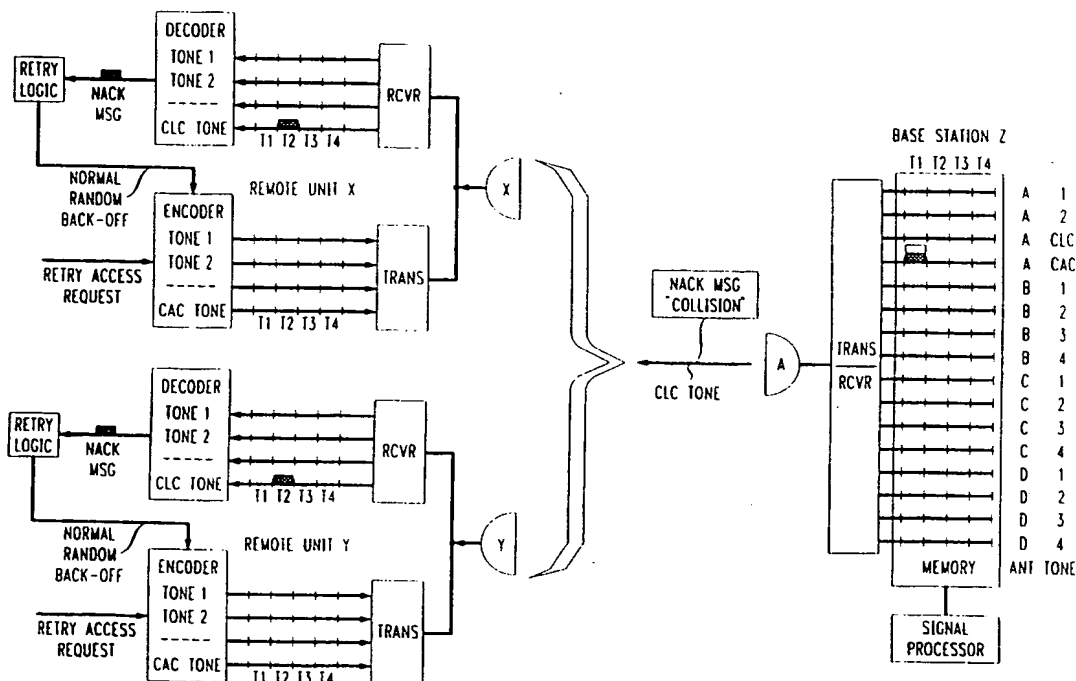 DECODER
TONE 1
TONE 2
CLC TONE
RETRY
LOGIC
NACK
MSG
RCVR
T1 T2 T3 T4
NORMAL
RANDOM
BACK-OFF
REMOTE UNIT X
X
ENCODER
TONE 1
TONE 2
CAC TONE
RETRY ACCESS
REQUEST
TRANS
T1 T2 T3 T4
DECODER
TONE 1
TONE 2
CLC TONE
RETRY
LOGIC
NACK
MSG
RCVR
T1 T2 T3 T4
NORMAL
RANDOM
BACK-OFF
REMOTE UNIT Y
Y
ENCODER
TONE 1
TONE 2
CAC TONE
RETRY ACCESS
REQUEST
TRANS
T1 T2 T3 T4
NACK MSG
"COLLISION"
CLC TONE
A
TRANS
RCVR
BASE STATION Z
T1 T2 T3 T4
A 1
A 2
A CLC
A CAC
B 1
B 2
B 3
B 4
C 1
C 2
C 3
C 4
D 1
D 2
D 3
D 4
MEMORY
ANT TONE
SIGNAL
PROCESSOR